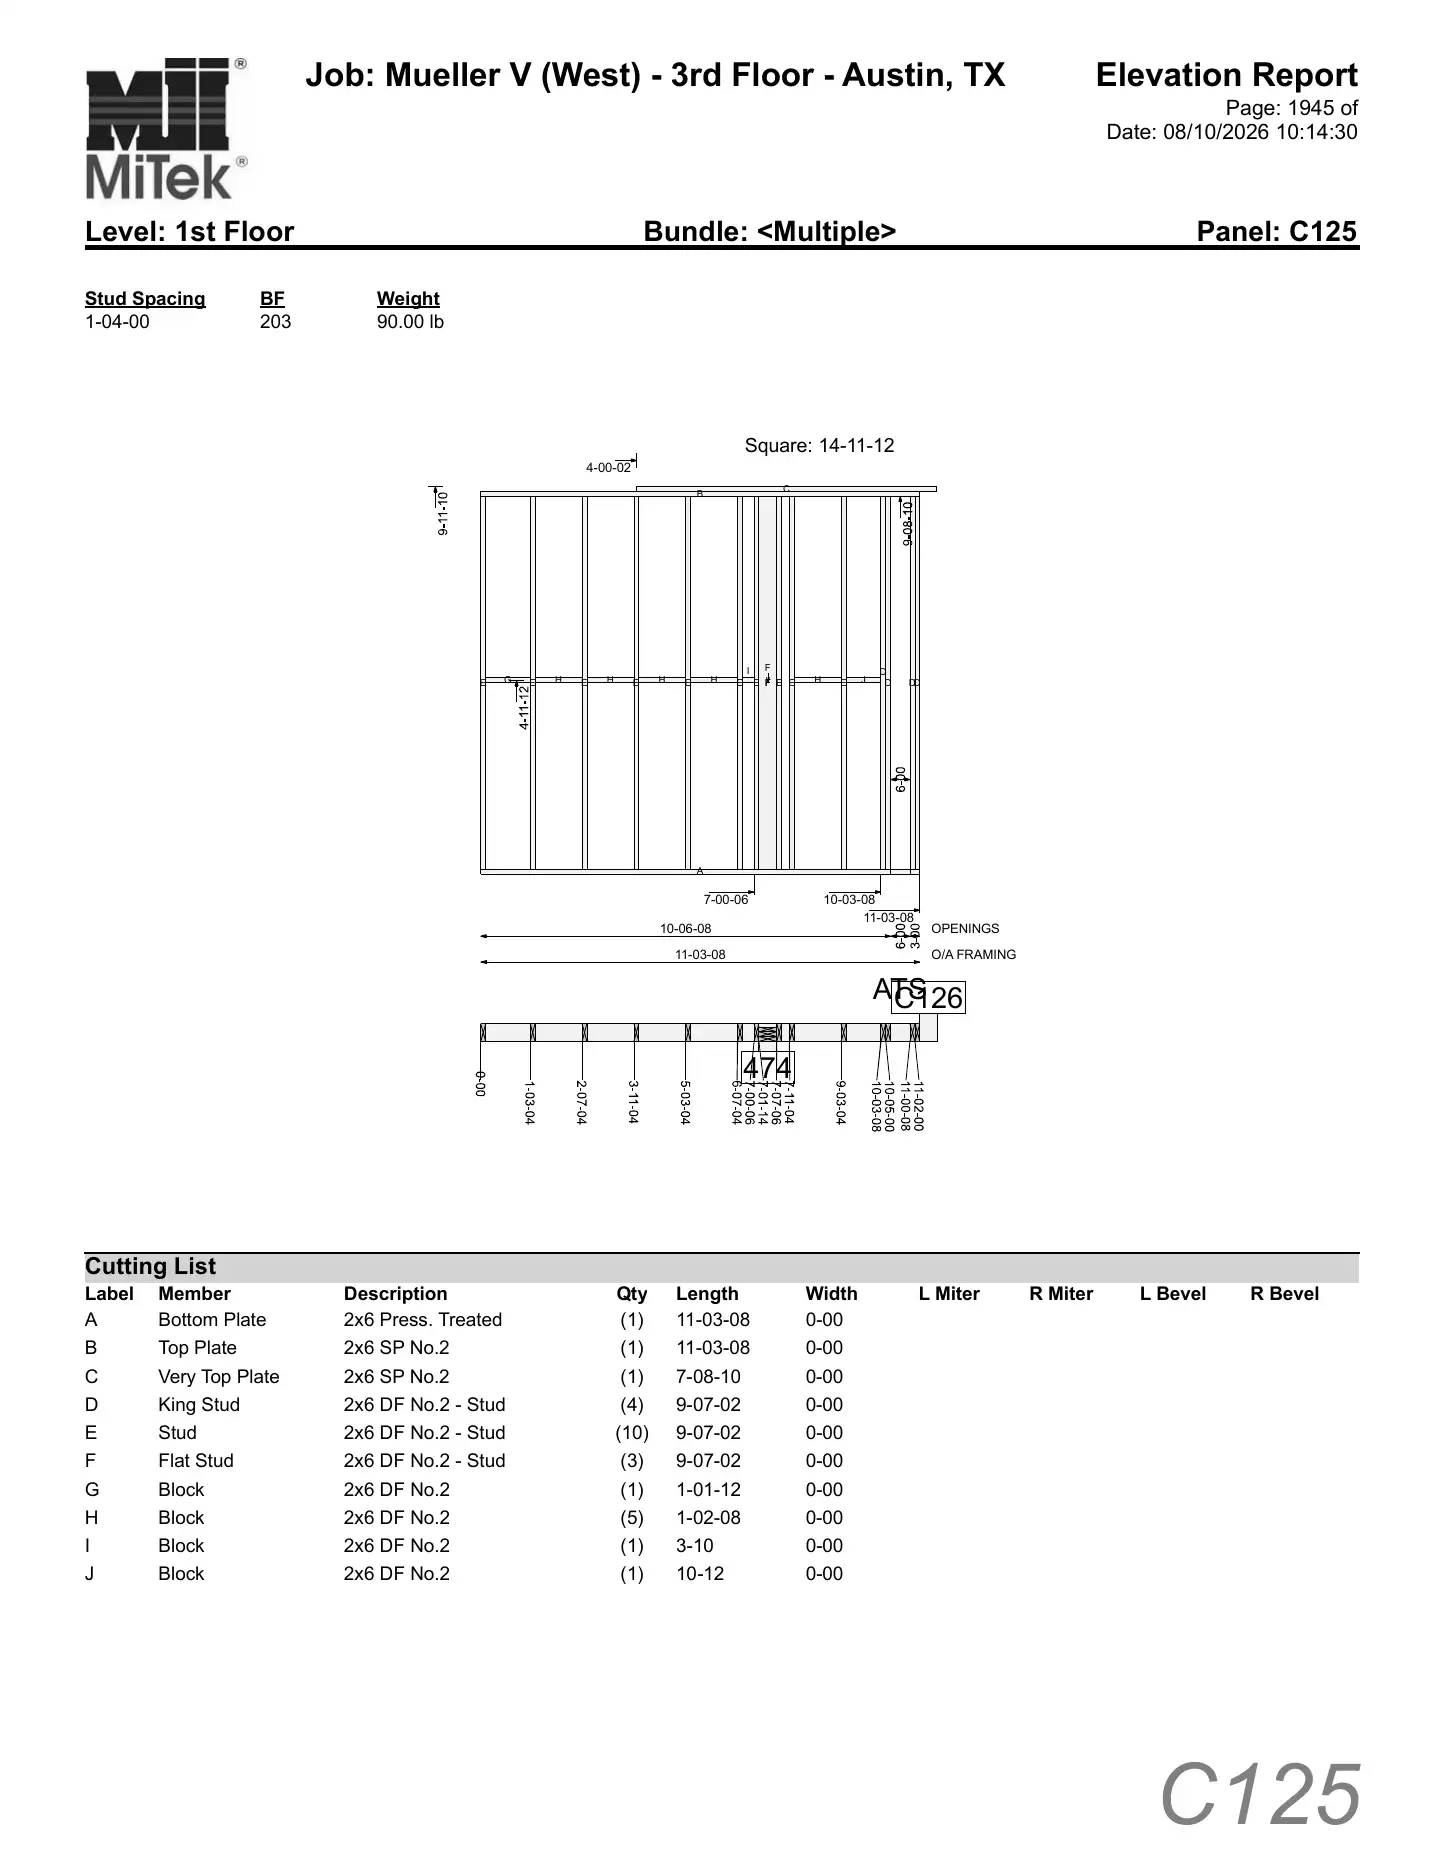 Job: Mueller V (West) - 3rd Floor - Austin, TX
Elevation Report
Page: 1945 of
Date: 08/10/2026 10:14:30
MiTek®
Level: 1st Floor Bundle: <Multiple> Panel: C125
Stud Spacing BF Weight
1-04-00 203 90.00 lb
Square: 14-11-12
4-00-02
C
B
9-11-10
9-08-10
I F D
G H H H H H J D
4-11-12
6-00
A
7-00-06 10-03-08
11-03-08
10-06-08 6-00 3-00 OPENINGS
11-03-08 O/A FRAMING
ATS
C126
474
0-00 1-03-04 2-07-04 3-11-04 5-03-04 6-07-04 7-00-06 7-01-14 7-07-06 7-11-04 9-03-04 10-03-08 10-05-00 11-00-08 11-02-00
Cutting List
Label Member Description Qty Length Width L Miter R Miter L Bevel R Bevel
A Bottom Plate 2x6 Press. Treated (1) 11-03-08 0-00
B Top Plate 2x6 SP No.2 (1) 11-03-08 0-00
C Very Top Plate 2x6 SP No.2 (1) 7-08-10 0-00
D King Stud 2x6 DF No.2 - Stud (4) 9-07-02 0-00
E Stud 2x6 DF No.2 - Stud (10) 9-07-02 0-00
F Flat Stud 2x6 DF No.2 - Stud (3) 9-07-02 0-00
G Block 2x6 DF No.2 (1) 1-01-12 0-00
H Block 2x6 DF No.2 (5) 1-02-08 0-00
I Block 2x6 DF No.2 (1) 3-10 0-00
J Block 2x6 DF No.2 (1) 10-12 0-00
C125